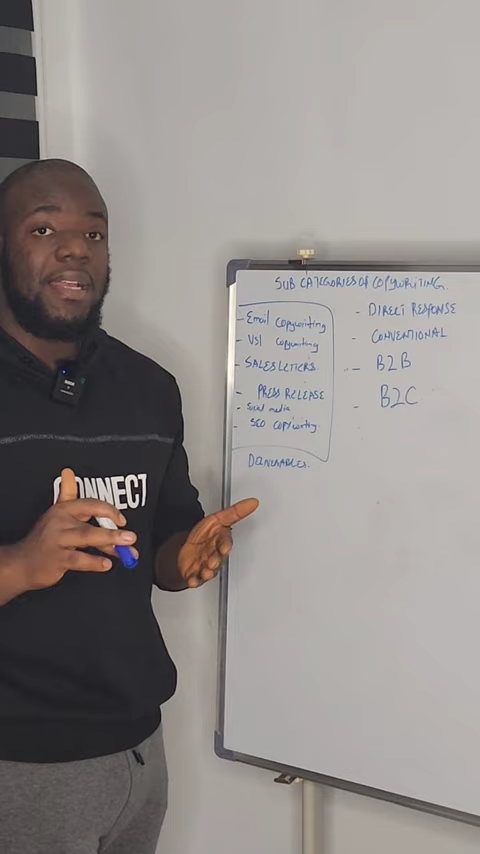 SUB CATEGORIES OF COPYWRITING.
- Email Copywriting
- VSL Copywriting
- SALES LETTERS
- PRESS RELEASE
- Social media
- SEO Copywriting
- DIRECT RESPONSE
- CONVENTIONAL
- B2B
- B2C
CONNECT